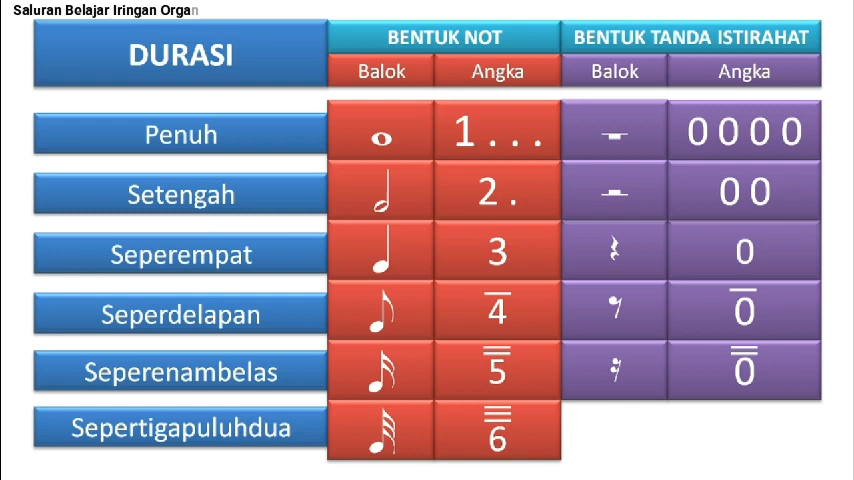 Saluran Belajar Iringan Organ
DURASI
BENTUK NOT
BENTUK TANDA ISTIRAHAT
Balok
Angka
Balok
Angka
Penuh
1 . . .
0 0 0 0
Setengah
2 .
0 0
Seperempat
3
0
Seperdelapan
4
0
Seperenambelas
5
0
Sepertigapuluhdua
6